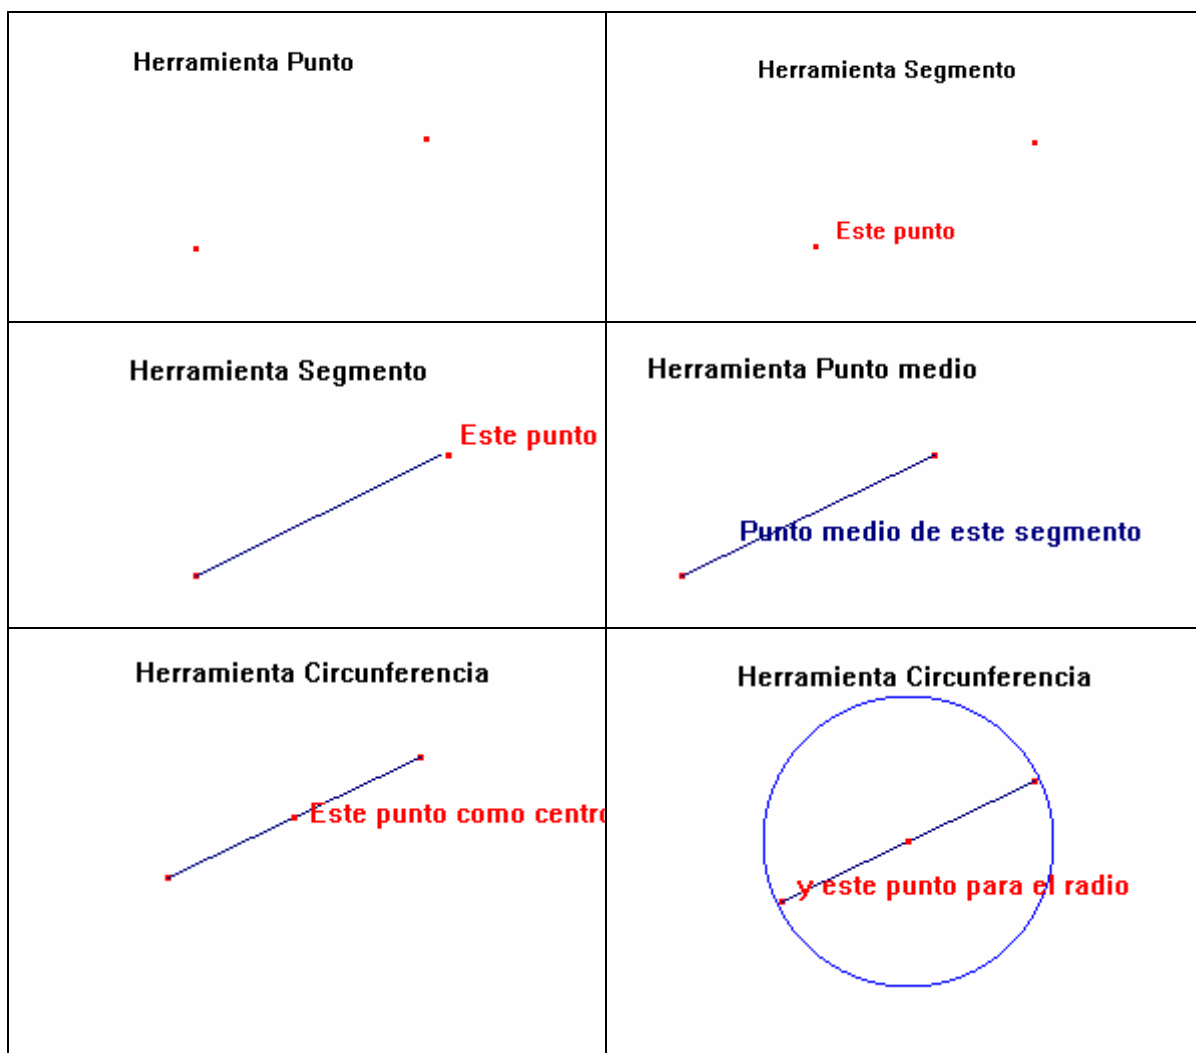 Herramienta Punto
Herramienta Segmento
Este punto
Herramienta Segmento
Este punto
Herramienta Punto medio
Punto medio de este segmento
Herramienta Circunferencia
Este punto como centro
Herramienta Circunferencia
y este punto para el radio